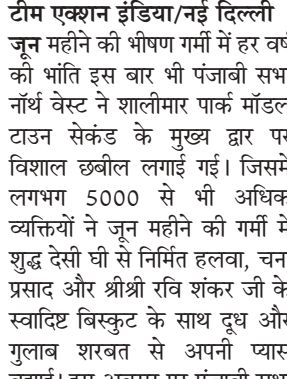 टीम एक्शन इंडिया/नई दिल्ली
जून महीने की भीषण गर्मी में हर वर्ष
की भांति इस बार भी पंजाबी सभा
नॉर्थ वेस्ट ने शालीमार पार्क मॉडल
टाउन सेकंड के मुख्य द्वार पर
विशाल छबील लगाई गई। जिसमें
लगभग 5000 से भी अधिक
व्यक्तियों ने जून महीने की गर्मी में
शुद्ध देसी घी से निर्मित हलवा, चना
प्रसाद और श्रीश्री रवि शंकर जी के
स्वादिष्ट बिस्कुट के साथ दूध और
गुलाब शरबत से अपनी प्यास